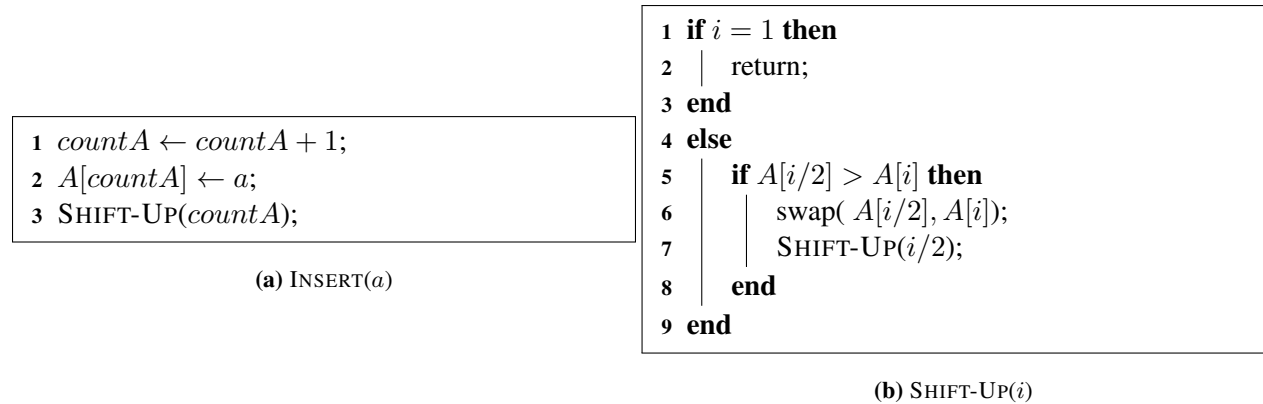 1 countA ← countA + 1;
2 A[countA] ← a;
3 SHIFT-UP(countA);
(a) INSERT(a)
1 if i = 1 then
2 return;
3 end
4 else
5 if A[i/2] > A[i] then
6 swap( A[i/2], A[i]);
7 SHIFT-UP(i/2);
8 end
9 end
(b) SHIFT-UP(i)